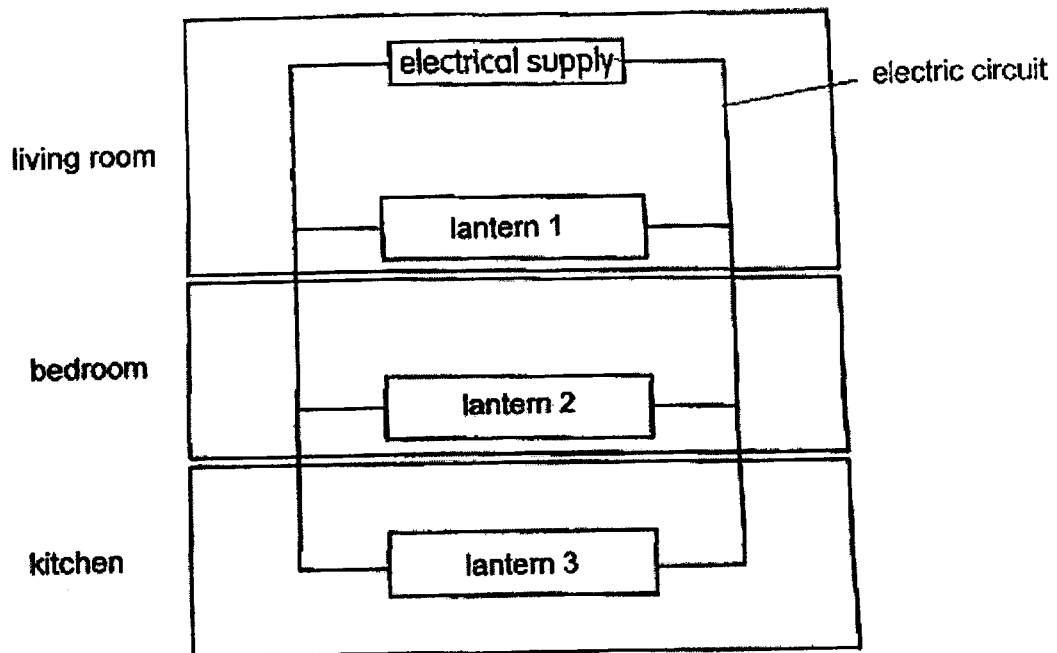 electrical supply
electric circuit
living room
lantern 1
bedroom
lantern 2
kitchen
lantern 3